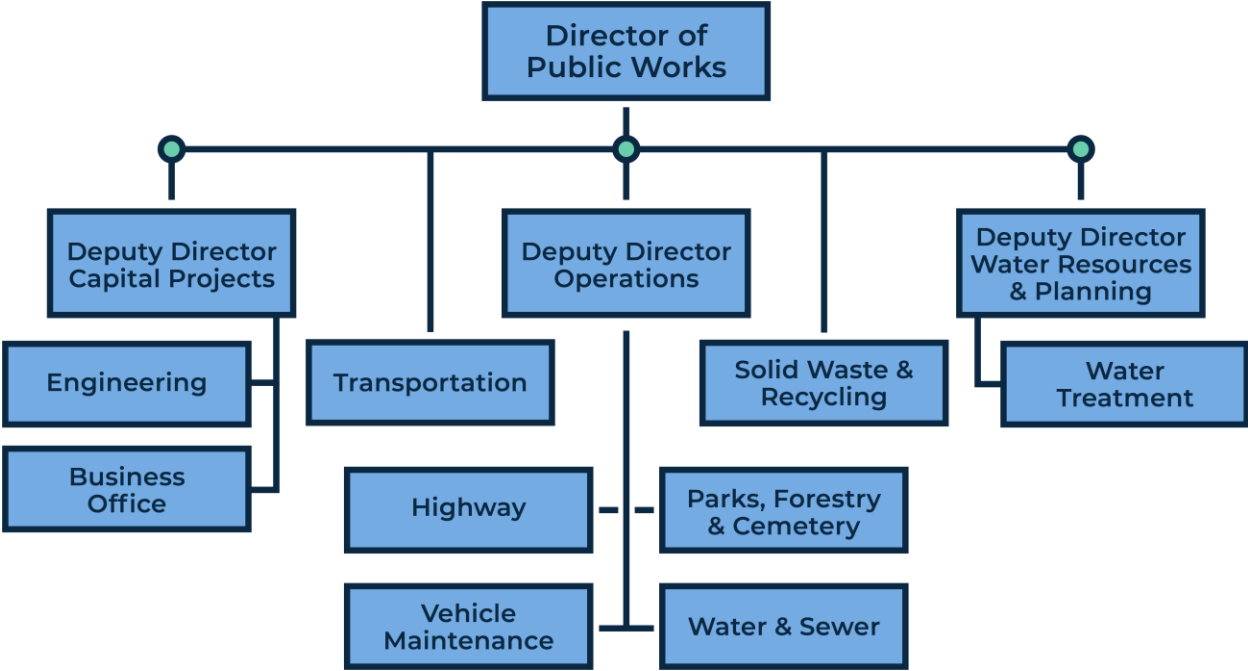 Director of
Public Works
Deputy Director
Capital Projects
Deputy Director
Operations
Deputy Director
Water Resources
& Planning
Engineering
Transportation
Solid Waste &
Recycling
Water
Treatment
Business
Office
Highway
Parks, Forestry
& Cemetery
Vehicle
Maintenance
Water & Sewer